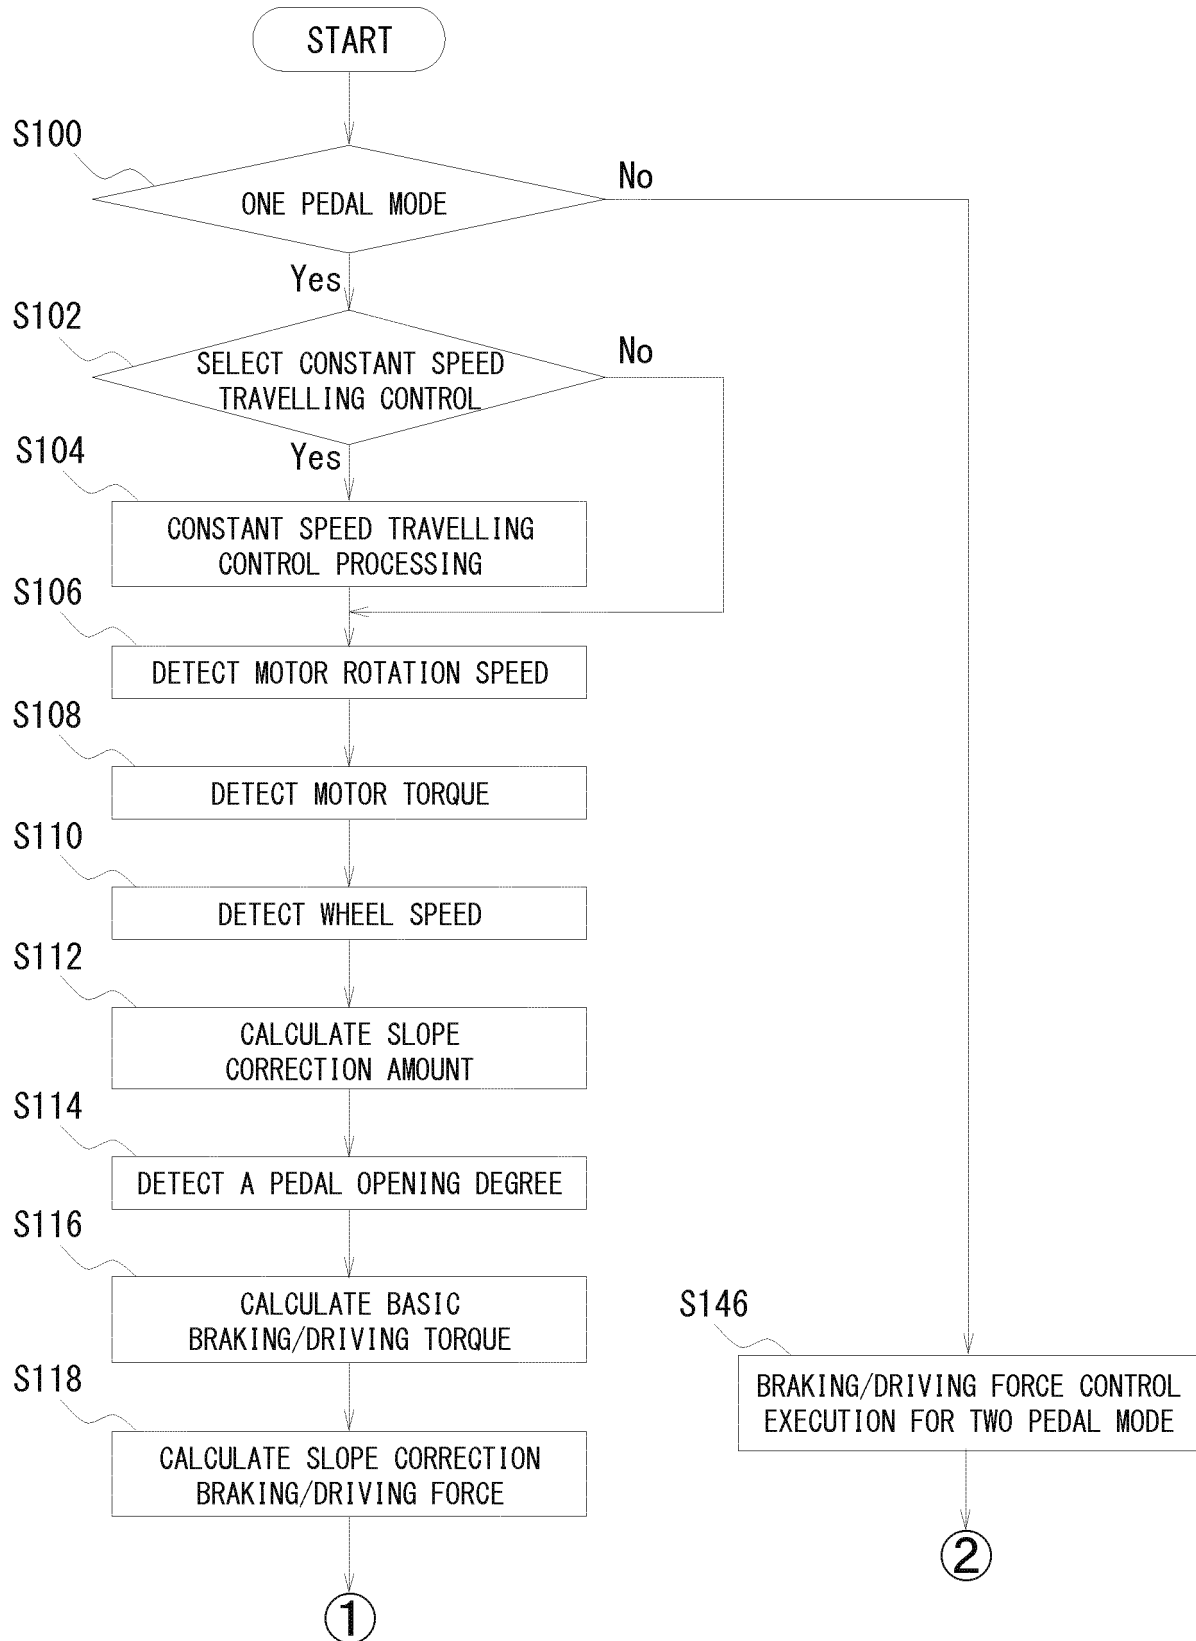 START
S100
ONE PEDAL MODE
No
Yes
S102
SELECT CONSTANT SPEED
TRAVELLING CONTROL
No
Yes
S104
CONSTANT SPEED TRAVELLING
CONTROL PROCESSING
S106
DETECT MOTOR ROTATION SPEED
S108
DETECT MOTOR TORQUE
S110
DETECT WHEEL SPEED
S112
CALCULATE SLOPE
CORRECTION AMOUNT
S114
DETECT A PEDAL OPENING DEGREE
S116
CALCULATE BASIC
BRAKING/DRIVING TORQUE
S118
CALCULATE SLOPE CORRECTION
BRAKING/DRIVING FORCE
1
S146
BRAKING/DRIVING FORCE CONTROL
EXECUTION FOR TWO PEDAL MODE
2